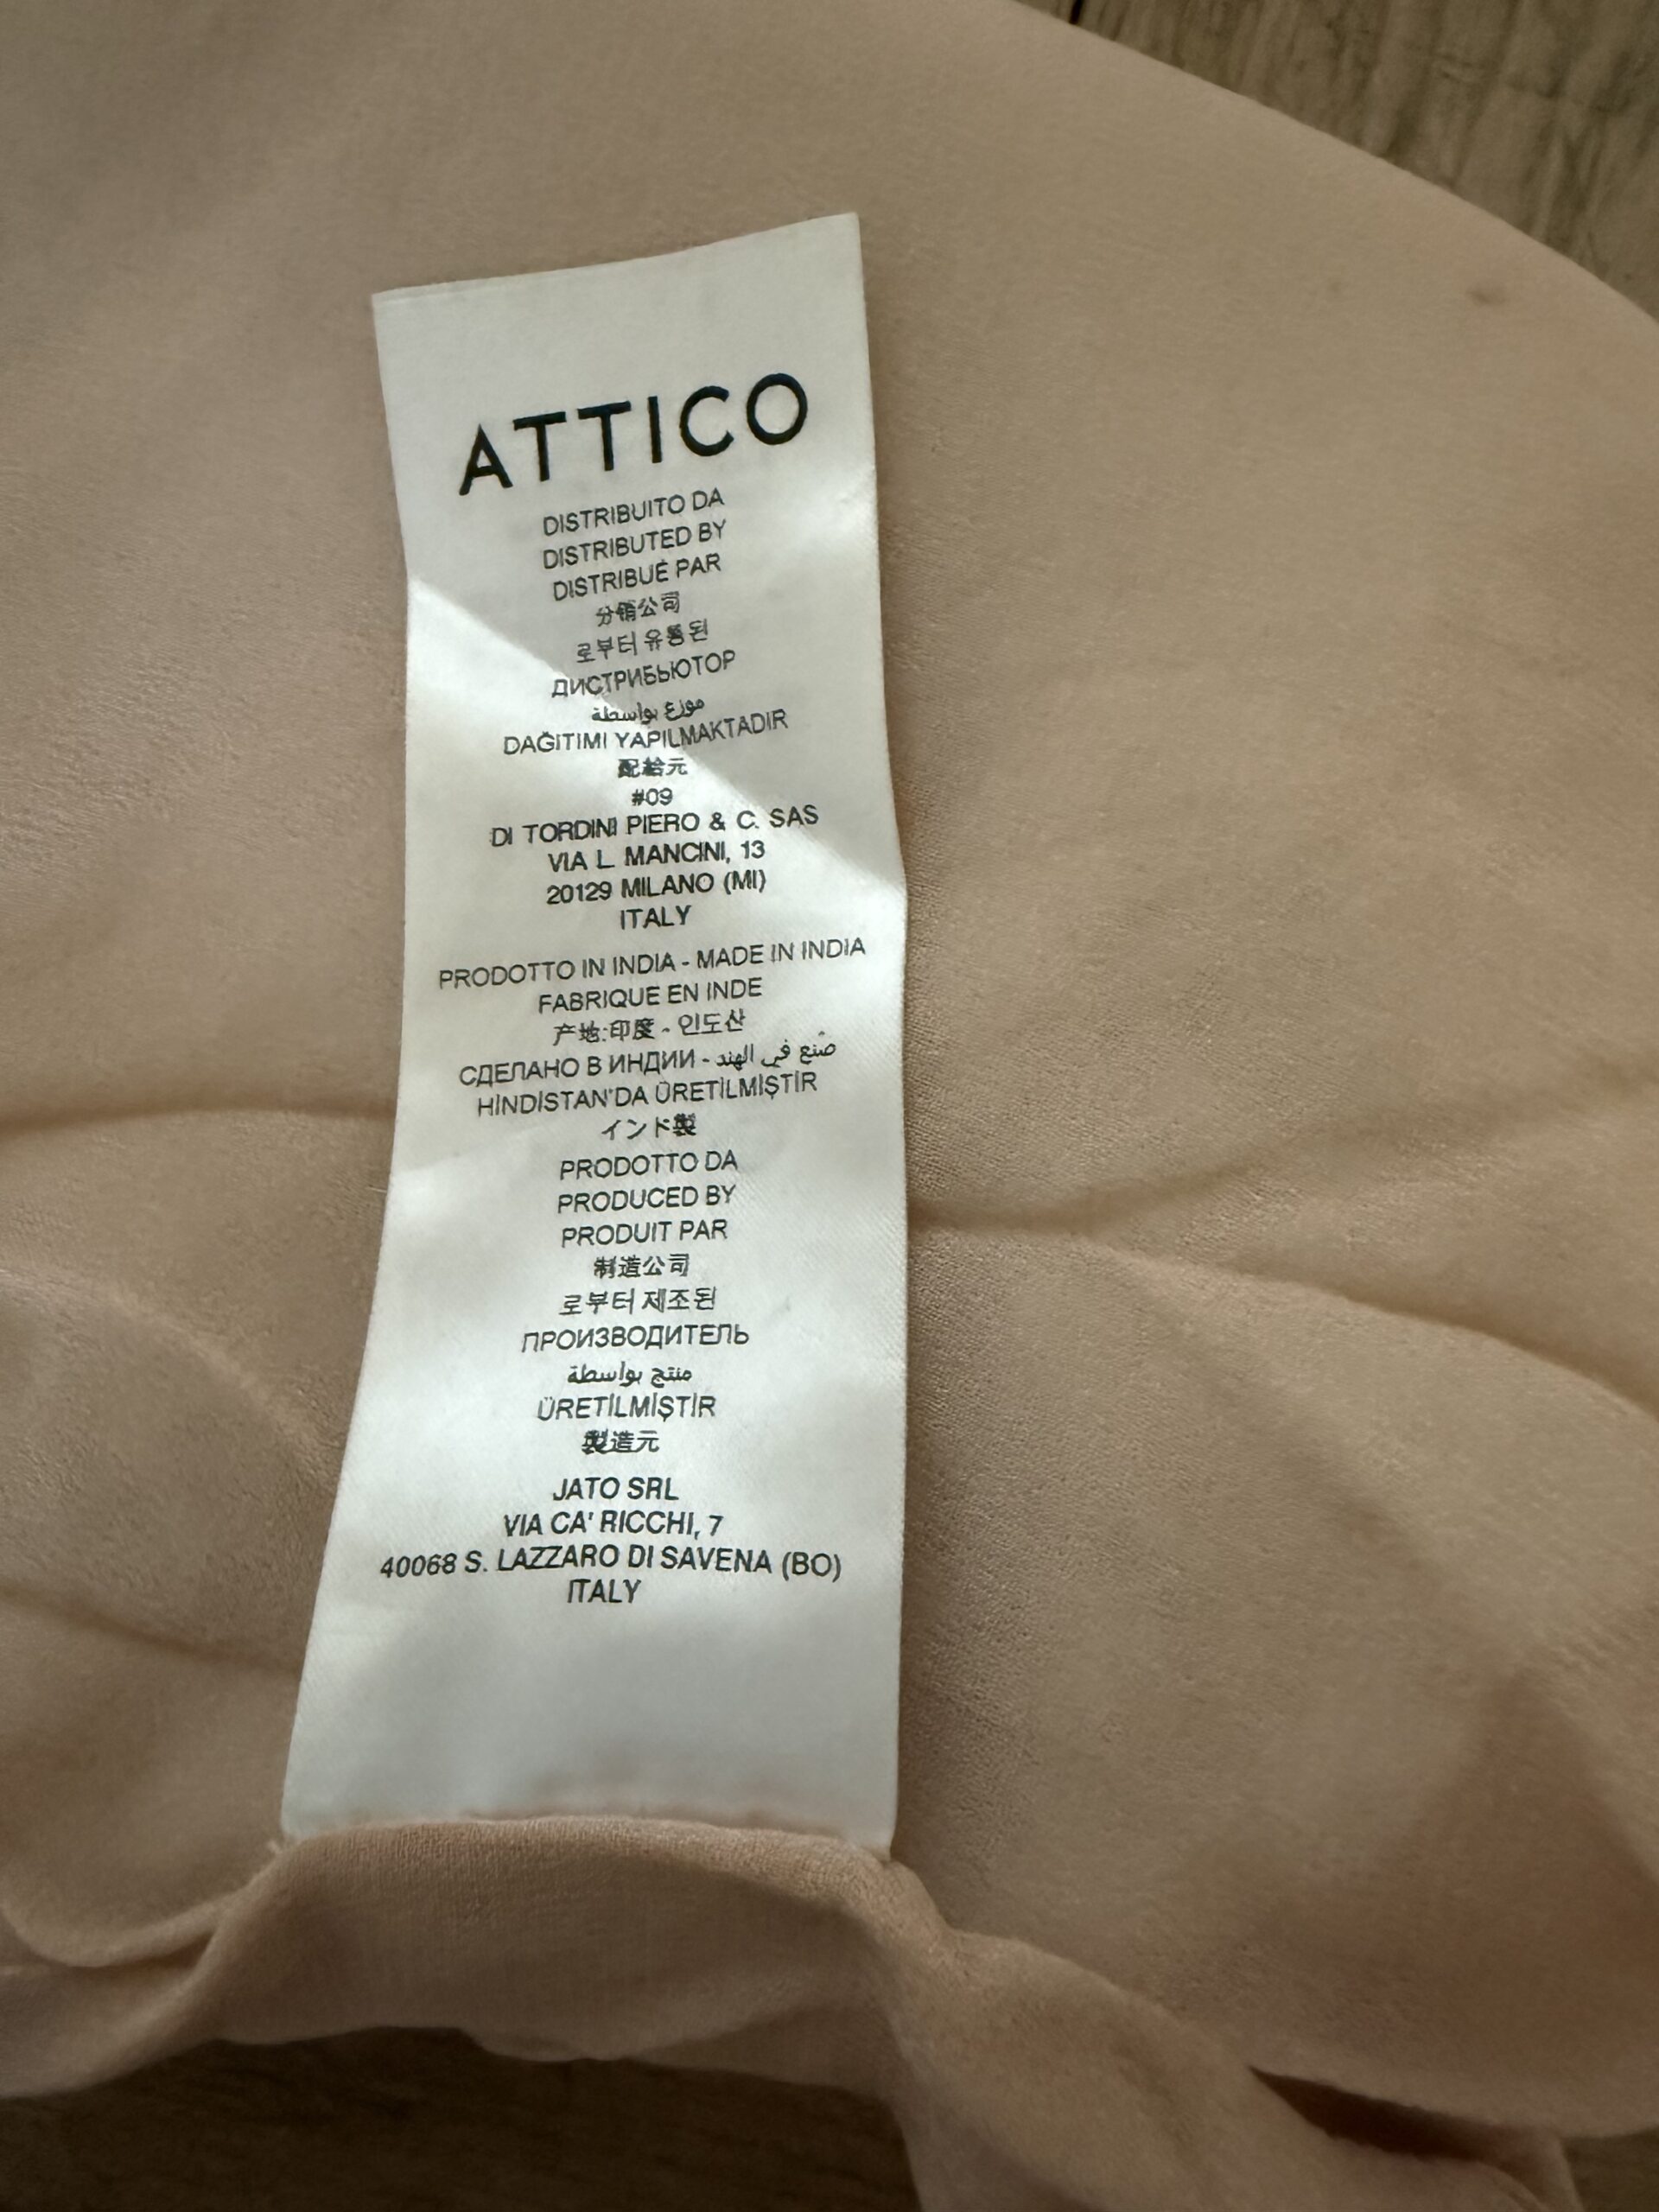 ATTICO
DISTRIBUITO DA
DISTRIBUTED BY
DISTRIBUÉ PAR
分销公司
로부터 유통된
ДИСТРИБЬЮТОР
موزع بواسطة
DAĞITIMI YAPILMAKTADIR
配給元
#09
DI TORDINI PIERO & C. SAS
VIA L. MANCINI, 13
20129 MILANO (MI)
ITALY
PRODOTTO IN INDIA - MADE IN INDIA
FABRIQUE EN INDE
产地:印度 - 인도산
СДЕЛАНО В ИНДИИ - صنع في الهند
HİNDİSTAN'DA ÜRETİLMİŞTİR
インド製
PRODOTTO DA
PRODUCED BY
PRODUIT PAR
制造公司
로부터 제조된
ПРОИЗВОДИТЕЛЬ
منتج بواسطة
ÜRETİLMİŞTİR
製造元
JATO SRL
VIA CA' RICCHI, 7
40068 S. LAZZARO DI SAVENA (BO)
ITALY